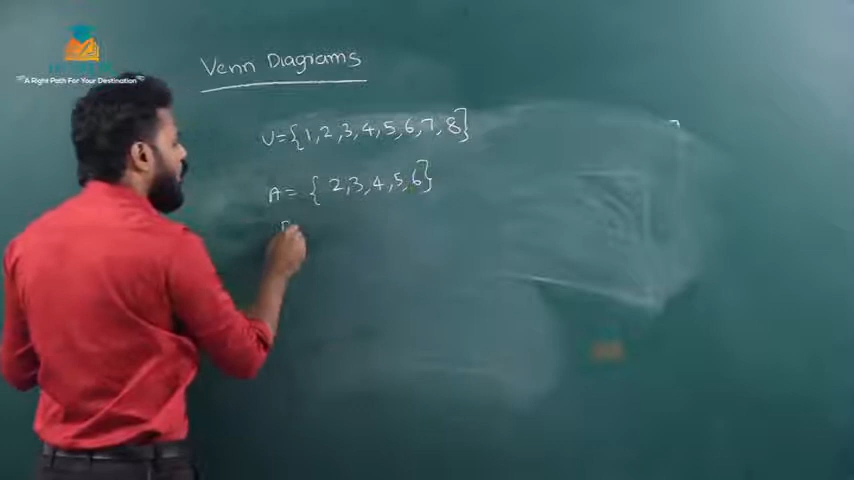 A Right Path For Your Destination
Venn Diagrams
U={1,2,3,4,5,6,7,8}
A = { 2,3,4,5,6}